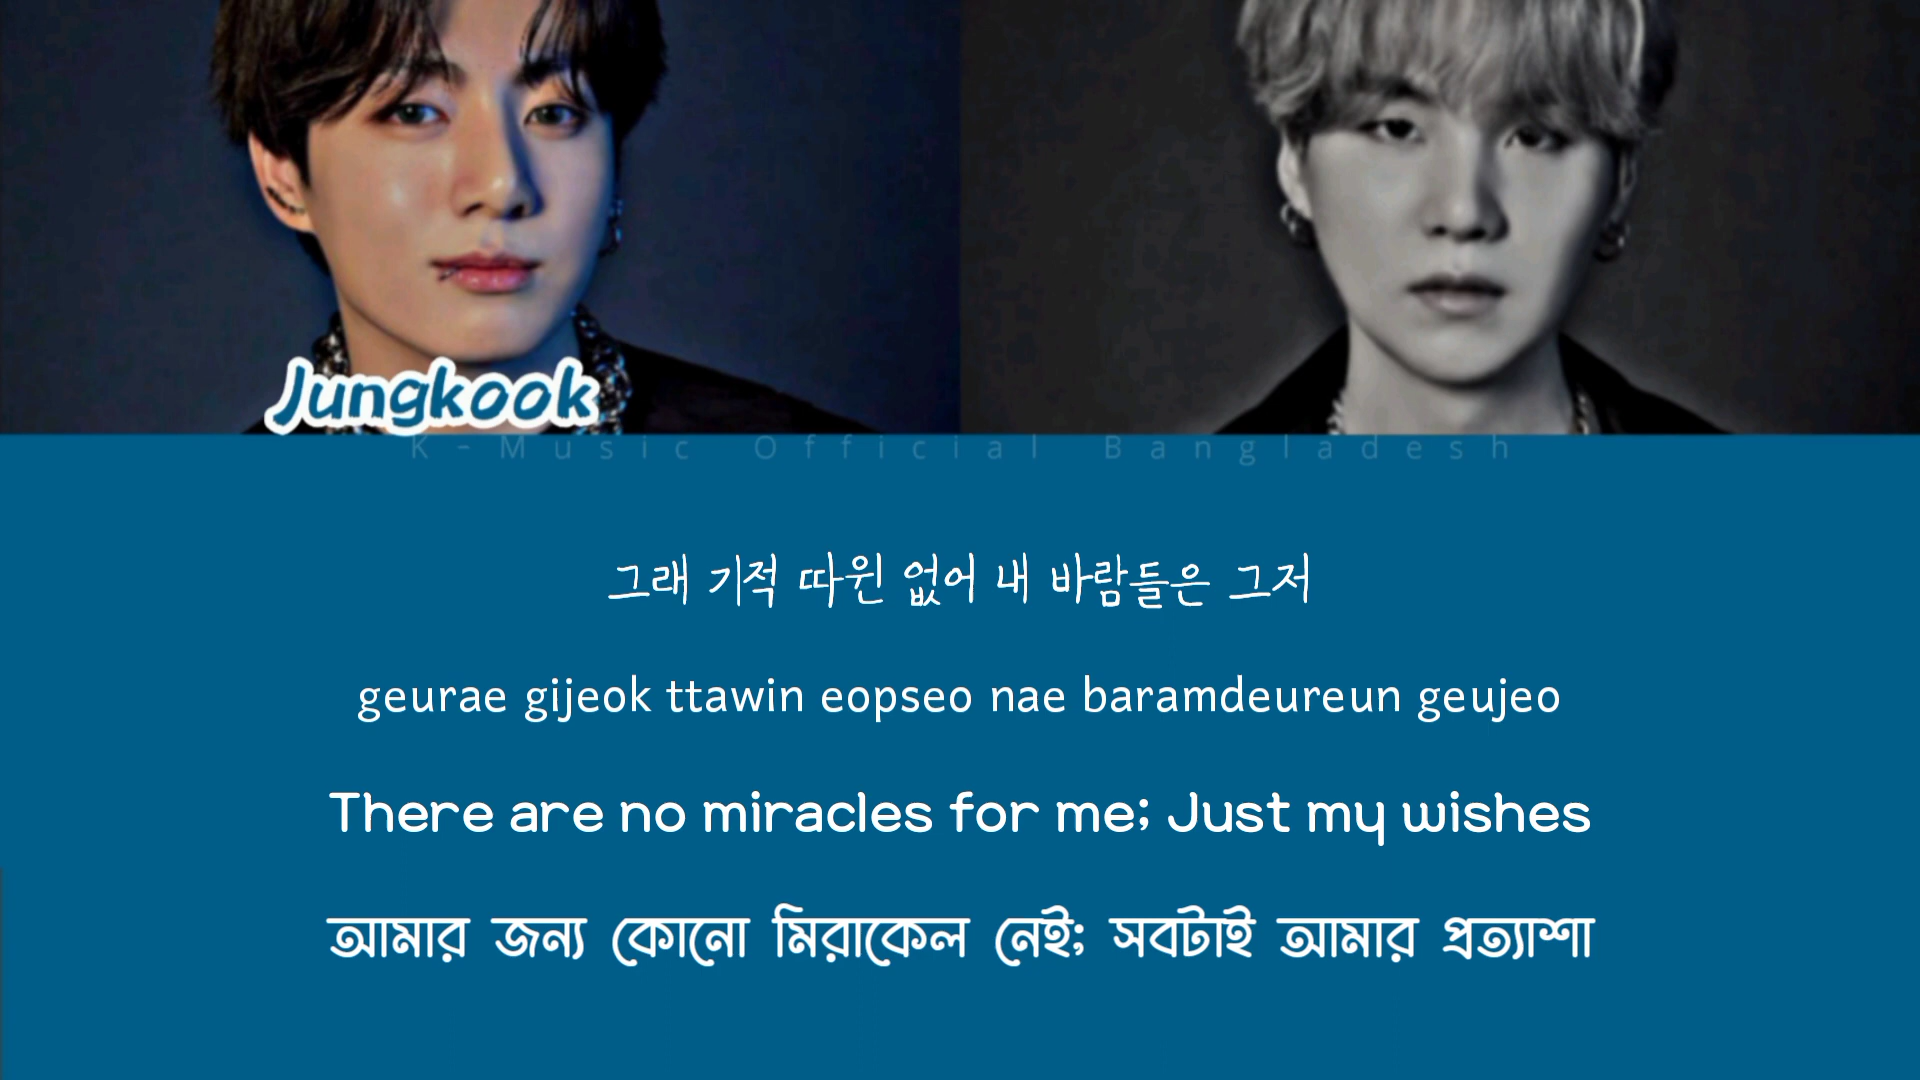 Jungkook
K-Music Official Bangladesh
그래 기적 따윈 없어 내 바람들은 그저
geurae gijeok ttawin eopseo nae baramdeureun geujeo
There are no miracles for me; Just my wishes
আমার জন্য কোনো মিরাকেল নেই; সবটাই আমার প্রত্যাশা